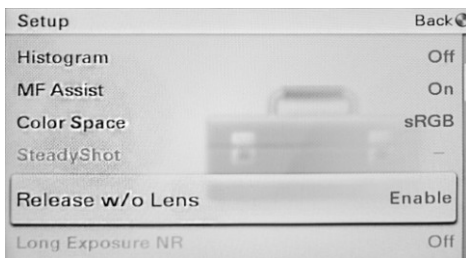 Setup Back
Histogram Off
MF Assist On
Color Space sRGB
SteadyShot –
Release w/o Lens Enable
Long Exposure NR Off